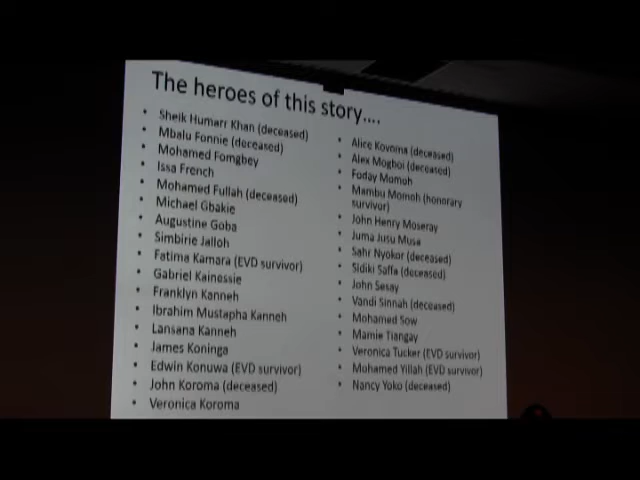 The heroes of this story....
• Sheik Humarr Khan (deceased)
• Mbalu Fonnie (deceased)
• Mohamed Fomgbey
• Issa French
• Mohamed Fullah (deceased)
• Michael Gbakie
• Augustine Goba
• Simbirie Jalloh
• Fatima Kamara (EVD survivor)
• Gabriel Kainessie
• Franklyn Kanneh
• Ibrahim Mustapha Kanneh
• Lansana Kanneh
• James Koninga
• Edwin Konuwa (EVD survivor)
• John Koroma (deceased)
• Veronica Koroma
• Alice Kovoma (deceased)
• Alex Mogboi (deceased)
• Foday Momoh
• Mambu Momoh (honorary
survivor)
• John Henry Moseray
• Juma Jusu Musa
• Sahr Nyokor (deceased)
• Sidiki Saffa (deceased)
• John Sesay
• Vandi Sinnah (deceased)
• Mohamed Sow
• Mamie Tiangay
• Veronica Tucker (EVD survivor)
• Mohamed Yillah (EVD survivor)
• Nancy Yoko (deceased)